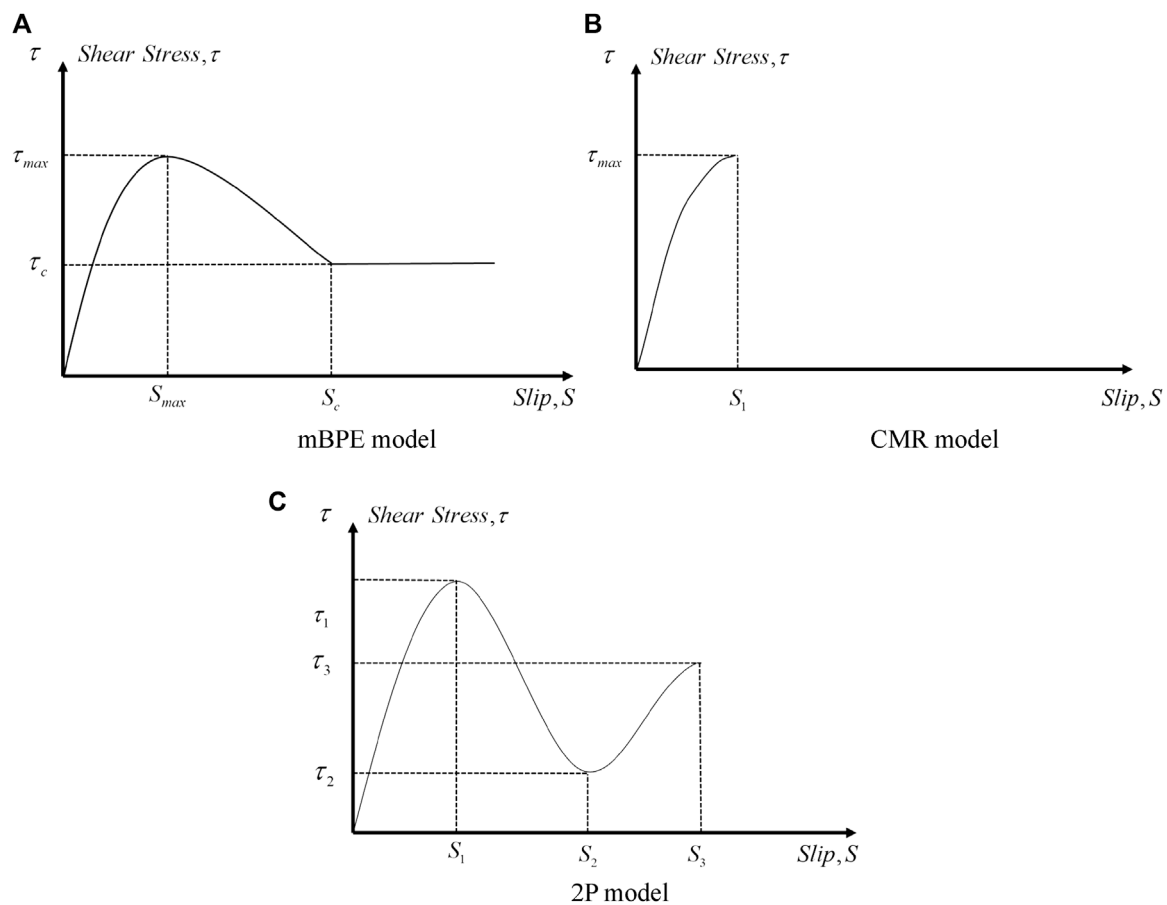 A
τ Shear Stress,τ
τmax
τc
Smax Sc Slip,S
mBPE model
B
τ Shear Stress,τ
τmax
S1 Slip,S
CMR model
C
τ Shear Stress,τ
τ1
τ3
τ2
S1 S2 S3 Slip,S
2P model